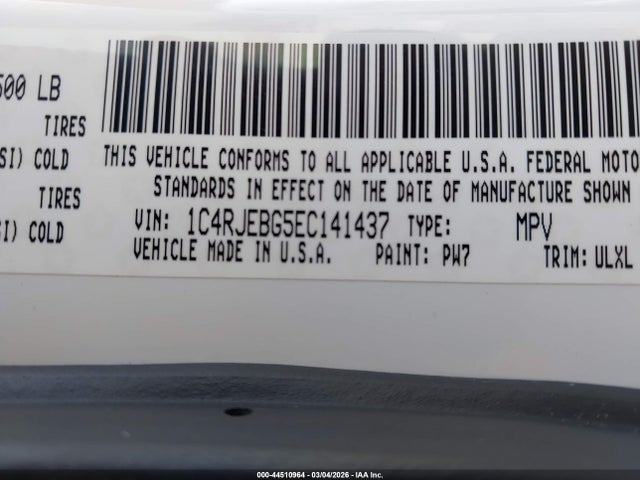 500 LB
TIRES
SI) COLD
TIRES
SI) COLD
THIS VEHICLE CONFORMS TO ALL APPLICABLE U.S.A. FEDERAL MOTO
STANDARDS IN EFFECT ON THE DATE OF MANUFACTURE SHOWN
VIN: 1C4RJEBG5EC141437 TYPE: MPV
VEHICLE MADE IN U.S.A. PAINT: PW7 TRIM: ULXL
000-44510964 - 03/04/2026 - IAA Inc.